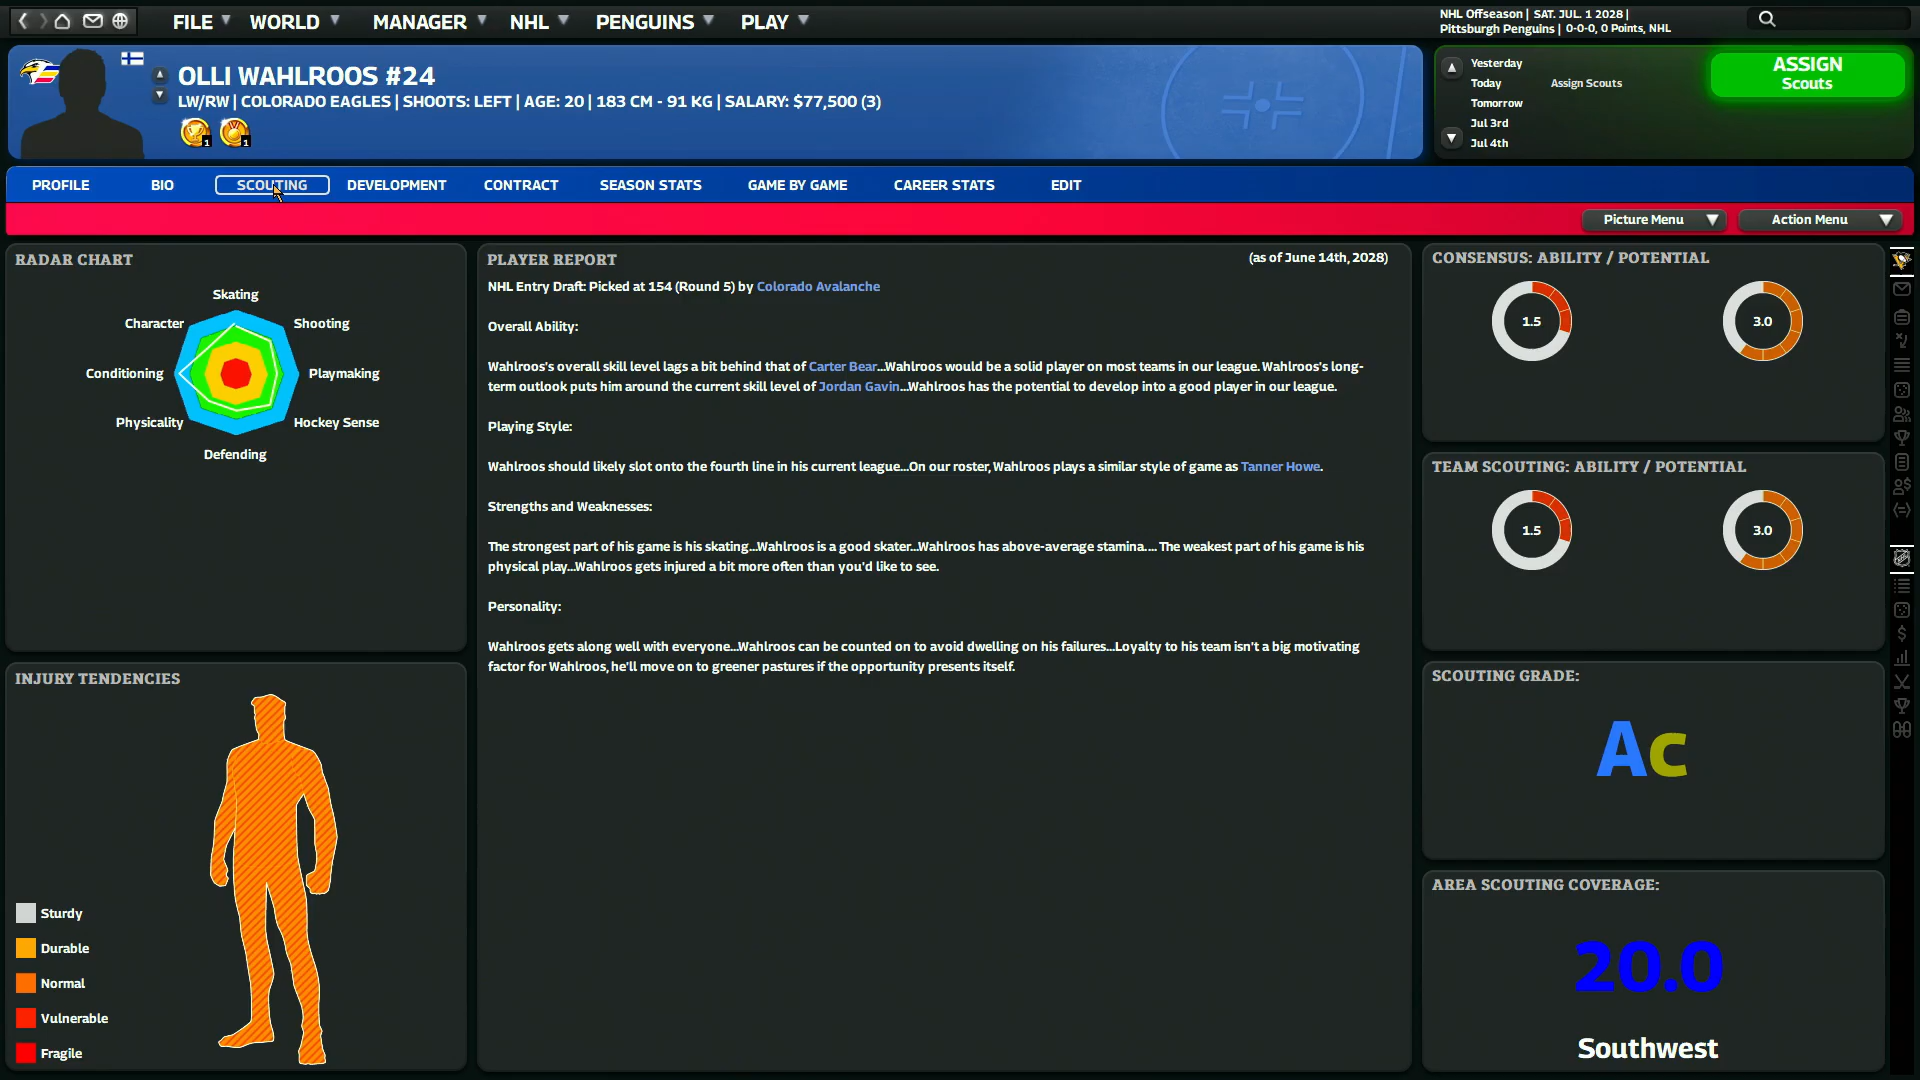 FILE WORLD MANAGER NHL PENGUINS PLAY
NHL Offseason | SAT. JUL. 1 2028 |
Pittsburgh Penguins | 0-0-0, 0 Points, NHL
OLLI WAHLROOS #24
LW/RW | COLORADO EAGLES | SHOOTS: LEFT | AGE: 20 | 183 CM - 91 KG | SALARY: $77,500 (3)
1 1
Yesterday
Today Assign Scouts
Tomorrow
Jul 3rd
Jul 4th
ASSIGN
Scouts
PROFILE BIO SCOUTING DEVELOPMENT CONTRACT SEASON STATS GAME BY GAME CAREER STATS EDIT
Picture Menu Action Menu
RADAR CHART
Skating
Character Shooting
Conditioning Playmaking
Physicality Hockey Sense
Defending
INJURY TENDENCIES
Sturdy
Durable
Normal
Vulnerable
Fragile
PLAYER REPORT (as of June 14th, 2028)
NHL Entry Draft: Picked at 154 (Round 5) by Colorado Avalanche
Overall Ability:
Wahlroos's overall skill level lags a bit behind that of Carter Bear...Wahlroos would be a solid player on most teams in our league. Wahlroos's long-
term outlook puts him around the current skill level of Jordan Gavin...Wahlroos has the potential to develop into a good player in our league.
Playing Style:
Wahlroos should likely slot onto the fourth line in his current league...On our roster, Wahlroos plays a similar style of game as Tanner Howe.
Strengths and Weaknesses:
The strongest part of his game is his skating...Wahlroos is a good skater...Wahlroos has above-average stamina.... The weakest part of his game is his
physical play...Wahlroos gets injured a bit more often than you'd like to see.
Personality:
Wahlroos gets along well with everyone...Wahlroos can be counted on to avoid dwelling on his failures...Loyalty to his team isn't a big motivating
factor for Wahlroos, he'll move on to greener pastures if the opportunity presents itself.
CONSENSUS: ABILITY / POTENTIAL
1.5 3.0
TEAM SCOUTING: ABILITY / POTENTIAL
1.5 3.0
SCOUTING GRADE:
Ac
AREA SCOUTING COVERAGE:
20.0
Southwest